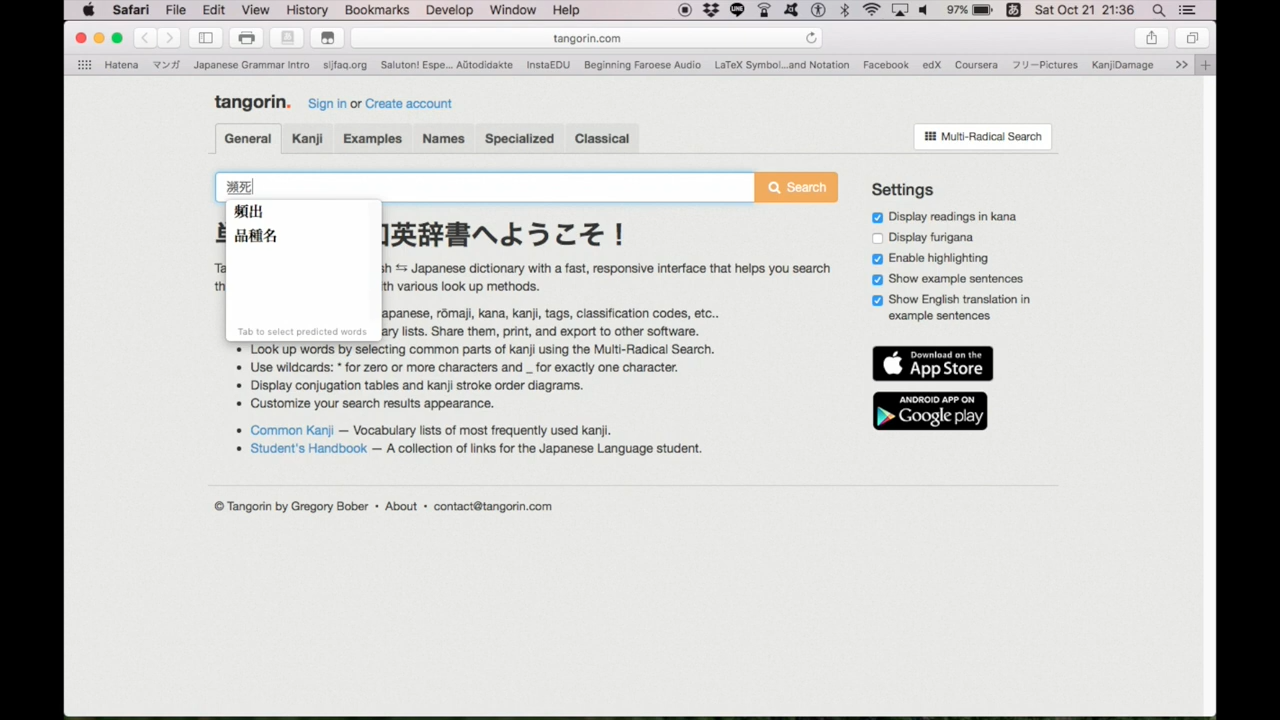 Safari File Edit View History Bookmarks Develop Window Help 97% あ Sat Oct 21 21:36
tangorin.com
Hatena マンガ Japanese Grammar Intro sljfaq.org Saluton! Espe... Aŭtodidakte InstaEDU Beginning Faroese Audio LaTeX Symbol...and Notation Facebook edX Coursera フリーPictures KanjiDamage
tangorin. Sign in or Create account
General Kanji Examples Names Specialized Classical Multi-Radical Search
瀕死 Search
頻出
品種名
Tab to select predicted words
和英辞書へようこそ！
sh ⇆ Japanese dictionary with a fast, responsive interface that helps you search
th ith various look up methods.
apanese, rōmaji, kana, kanji, tags, classification codes, etc..
ary lists. Share them, print, and export to other software.
• Look up words by selecting common parts of kanji using the Multi-Radical Search.
• Use wildcards: * for zero or more characters and _ for exactly one character.
• Display conjugation tables and kanji stroke order diagrams.
• Customize your search results appearance.
• Common Kanji — Vocabulary lists of most frequently used kanji.
• Student's Handbook — A collection of links for the Japanese Language student.
Settings
Display readings in kana
Display furigana
Enable highlighting
Show example sentences
Show English translation in
example sentences
Download on the
App Store
ANDROID APP ON
Google play
© Tangorin by Gregory Bober • About • contact@tangorin.com